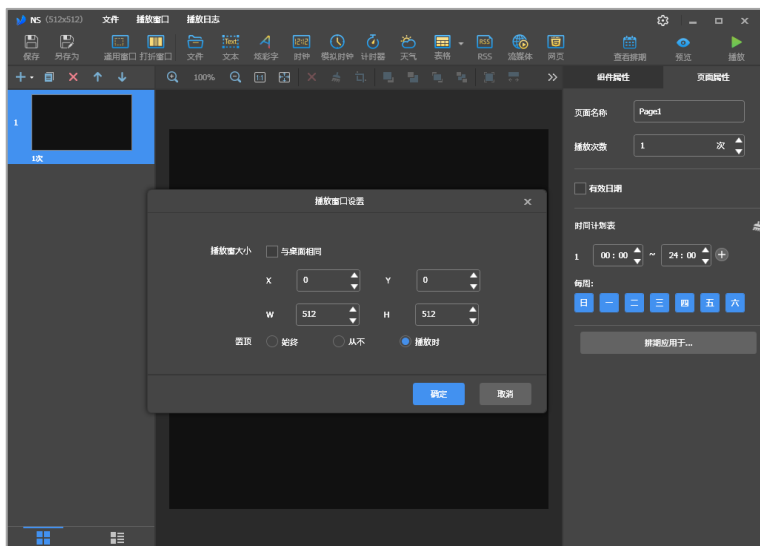 NS (512x512) 文件 播放窗口 播放日志
保存 另存为 通用窗口 打折窗口 文件 文本 炫彩字 时钟 模拟时钟 计时器 天气 表格 RSS 流媒体 网页 查看排期 预览 播放
Text 12:12 RSS
100% 1:1 组件属性 页面属性
1
1次
页面名称 Page1
播放次数 1 次
有效日期
时间计划表
1 00 : 00 ~ 24 : 00
每周:
日 一 二 三 四 五 六
排期应用于...
播放窗口设置
播放窗大小 与桌面相同
X 0 Y 0
W 512 H 512
置顶 始终 从不 播放时
确定 取消